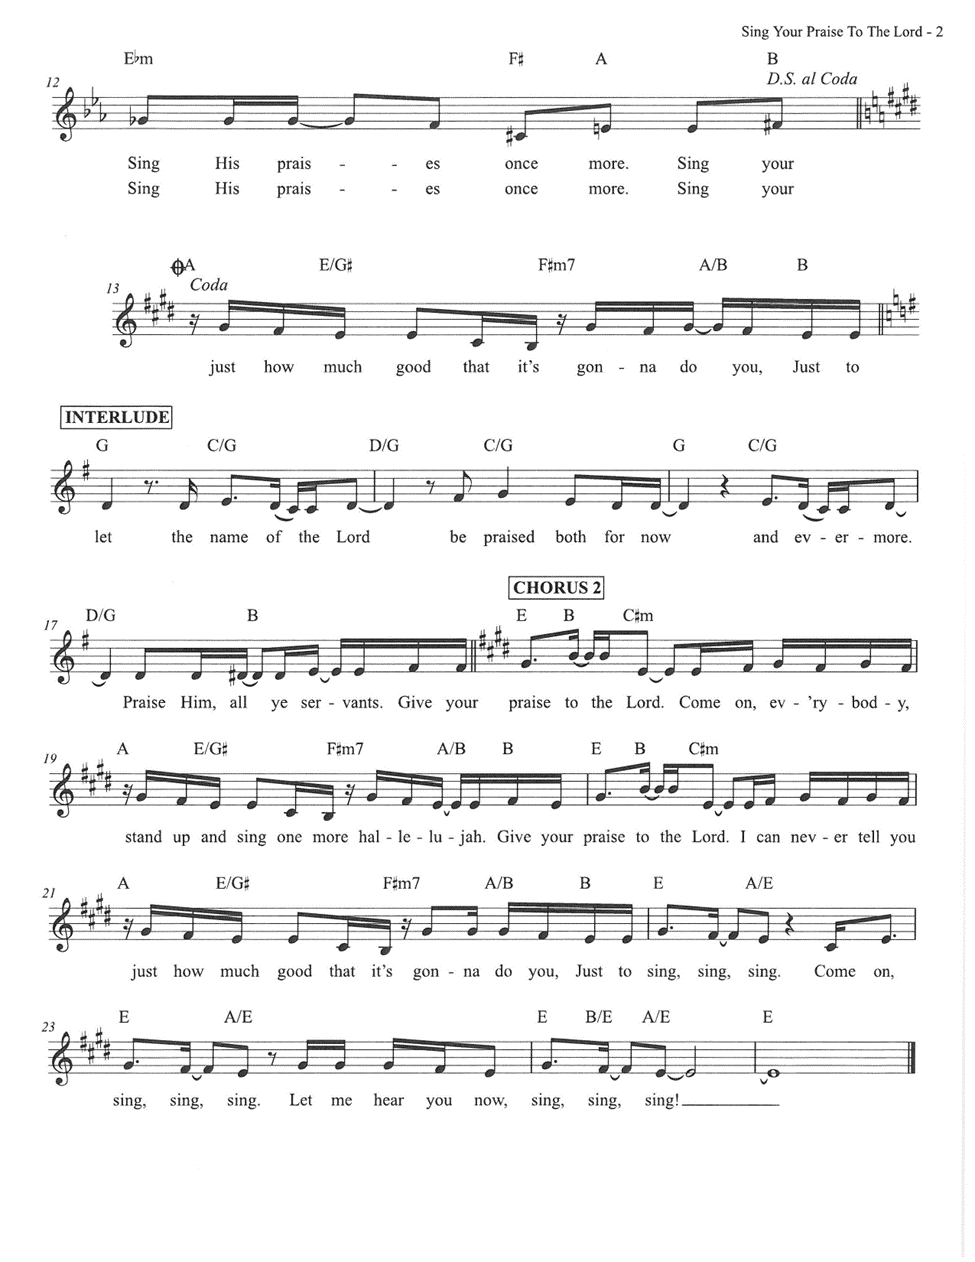 Sing Your Praise To The Lord - 2
E♭m F♯ A B
D.S. al Coda
12
Sing His prais - - es once more. Sing your
Sing His prais - - es once more. Sing your
A E/G♯ F♯m7 A/B B
Coda
13
just how much good that it's gon - na do you, Just to
INTERLUDE
G C/G D/G C/G G C/G
let the name of the Lord be praised both for now and ev - er - more.
CHORUS 2
D/G B E B C♯m
17
Praise Him, all ye ser - vants. Give your praise to the Lord. Come on, ev - 'ry - bod - y,
A E/G♯ F♯m7 A/B B E B C♯m
19
stand up and sing one more hal - le - lu - jah. Give your praise to the Lord. I can nev - er tell you
A E/G♯ F♯m7 A/B B E A/E
21
just how much good that it's gon - na do you, Just to sing, sing, sing. Come on,
E A/E E B/E A/E E
23
sing, sing, sing. Let me hear you now, sing, sing, sing!